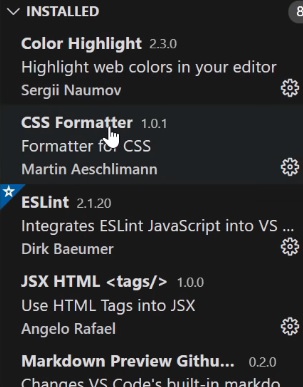 INSTALLED 8
Color Highlight 2.3.0
Highlight web colors in your editor
Sergii Naumov
CSS Formatter 1.0.1
Formatter for CSS
Martin Aeschlimann
ESLint 2.1.20
Integrates ESLint JavaScript into VS ...
Dirk Baeumer
JSX HTML <tags/> 1.0.0
Use HTML Tags into JSX
Angelo Rafael
Markdown Preview Githu... 0.2.0
Changes VS Code's built-in markdo